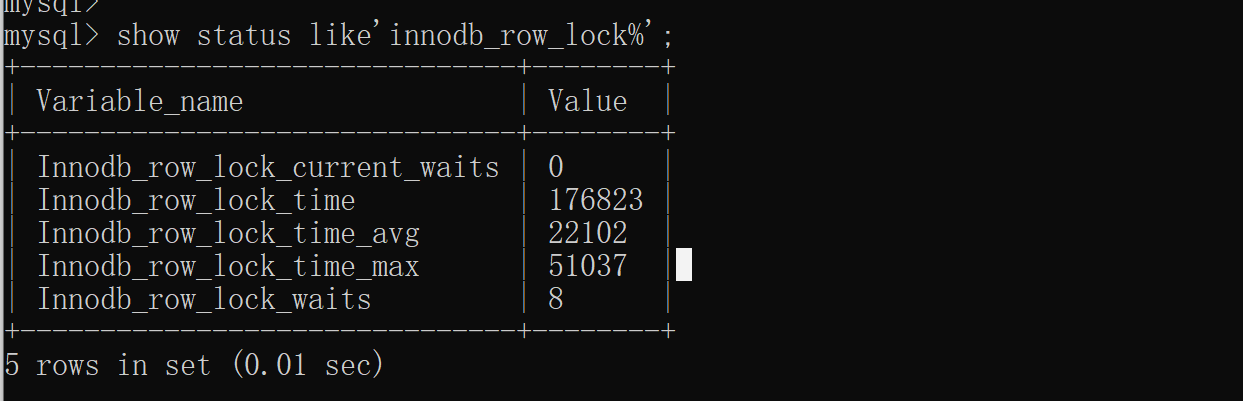 mysql>
mysql> show status like'innodb_row_lock%';
+-------------------------------+--------+
| Variable_name                 | Value  |
+-------------------------------+--------+
| Innodb_row_lock_current_waits | 0      |
| Innodb_row_lock_time          | 176823 |
| Innodb_row_lock_time_avg      | 22102  |
| Innodb_row_lock_time_max      | 51037  |
| Innodb_row_lock_waits         | 8      |
+-------------------------------+--------+
5 rows in set (0.01 sec)